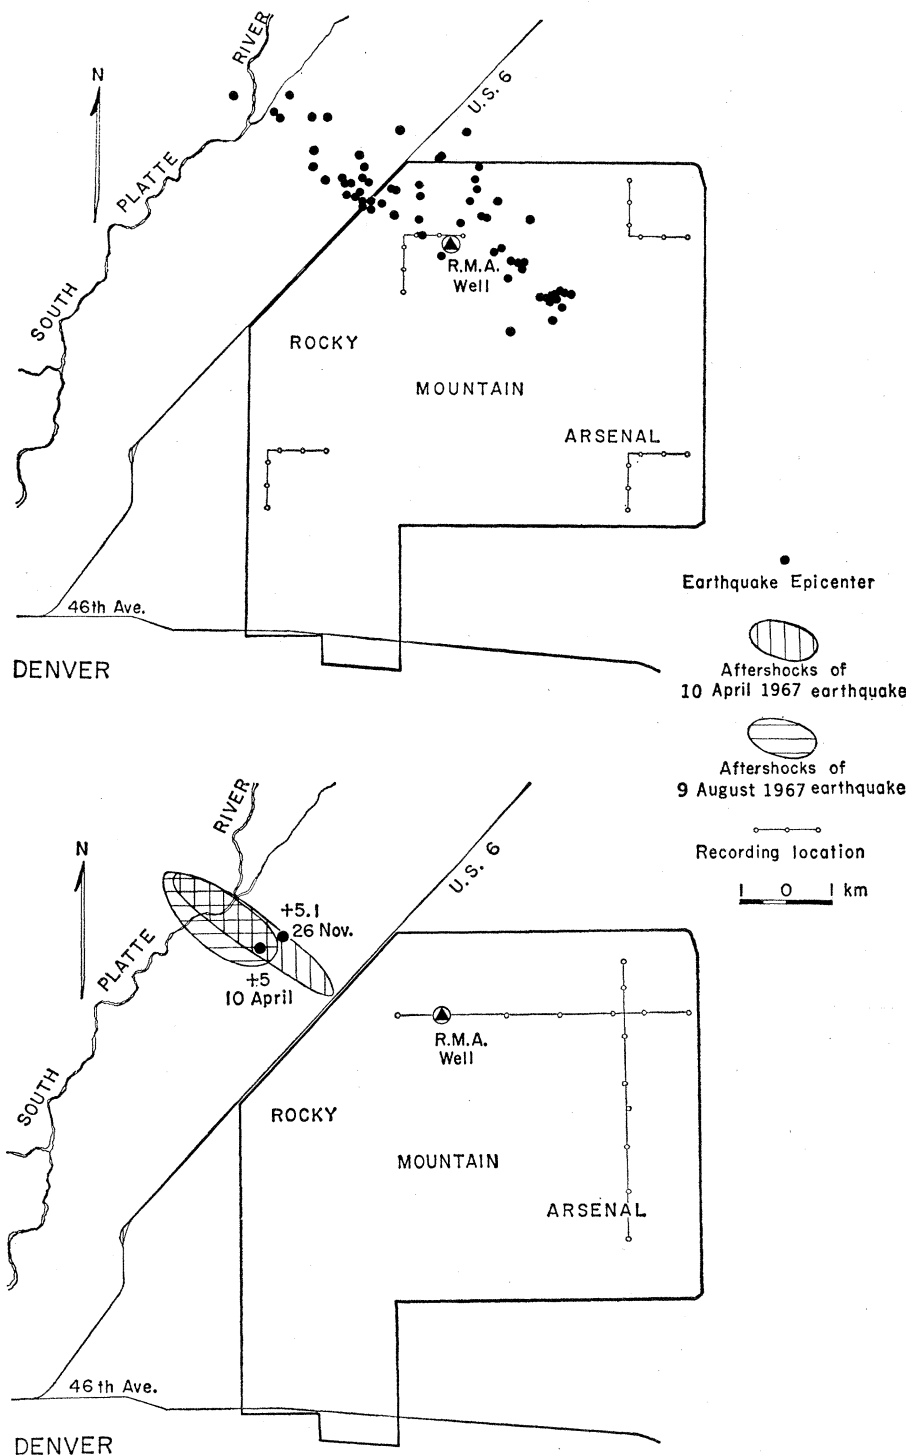 RIVER
N
U.S. 6
PLATTE
SOUTH
R.M.A.
Well
ROCKY
MOUNTAIN
ARSENAL
46th Ave.
DENVER
Earthquake Epicenter
Aftershocks of
10 April 1967 earthquake
Aftershocks of
9 August 1967 earthquake
Recording location
1 0 1 km
RIVER
N
U.S. 6
+5.1
26 Nov.
PLATTE
+5
10 April
R.M.A.
Well
SOUTH
ROCKY
MOUNTAIN
ARSENAL
46th Ave.
DENVER